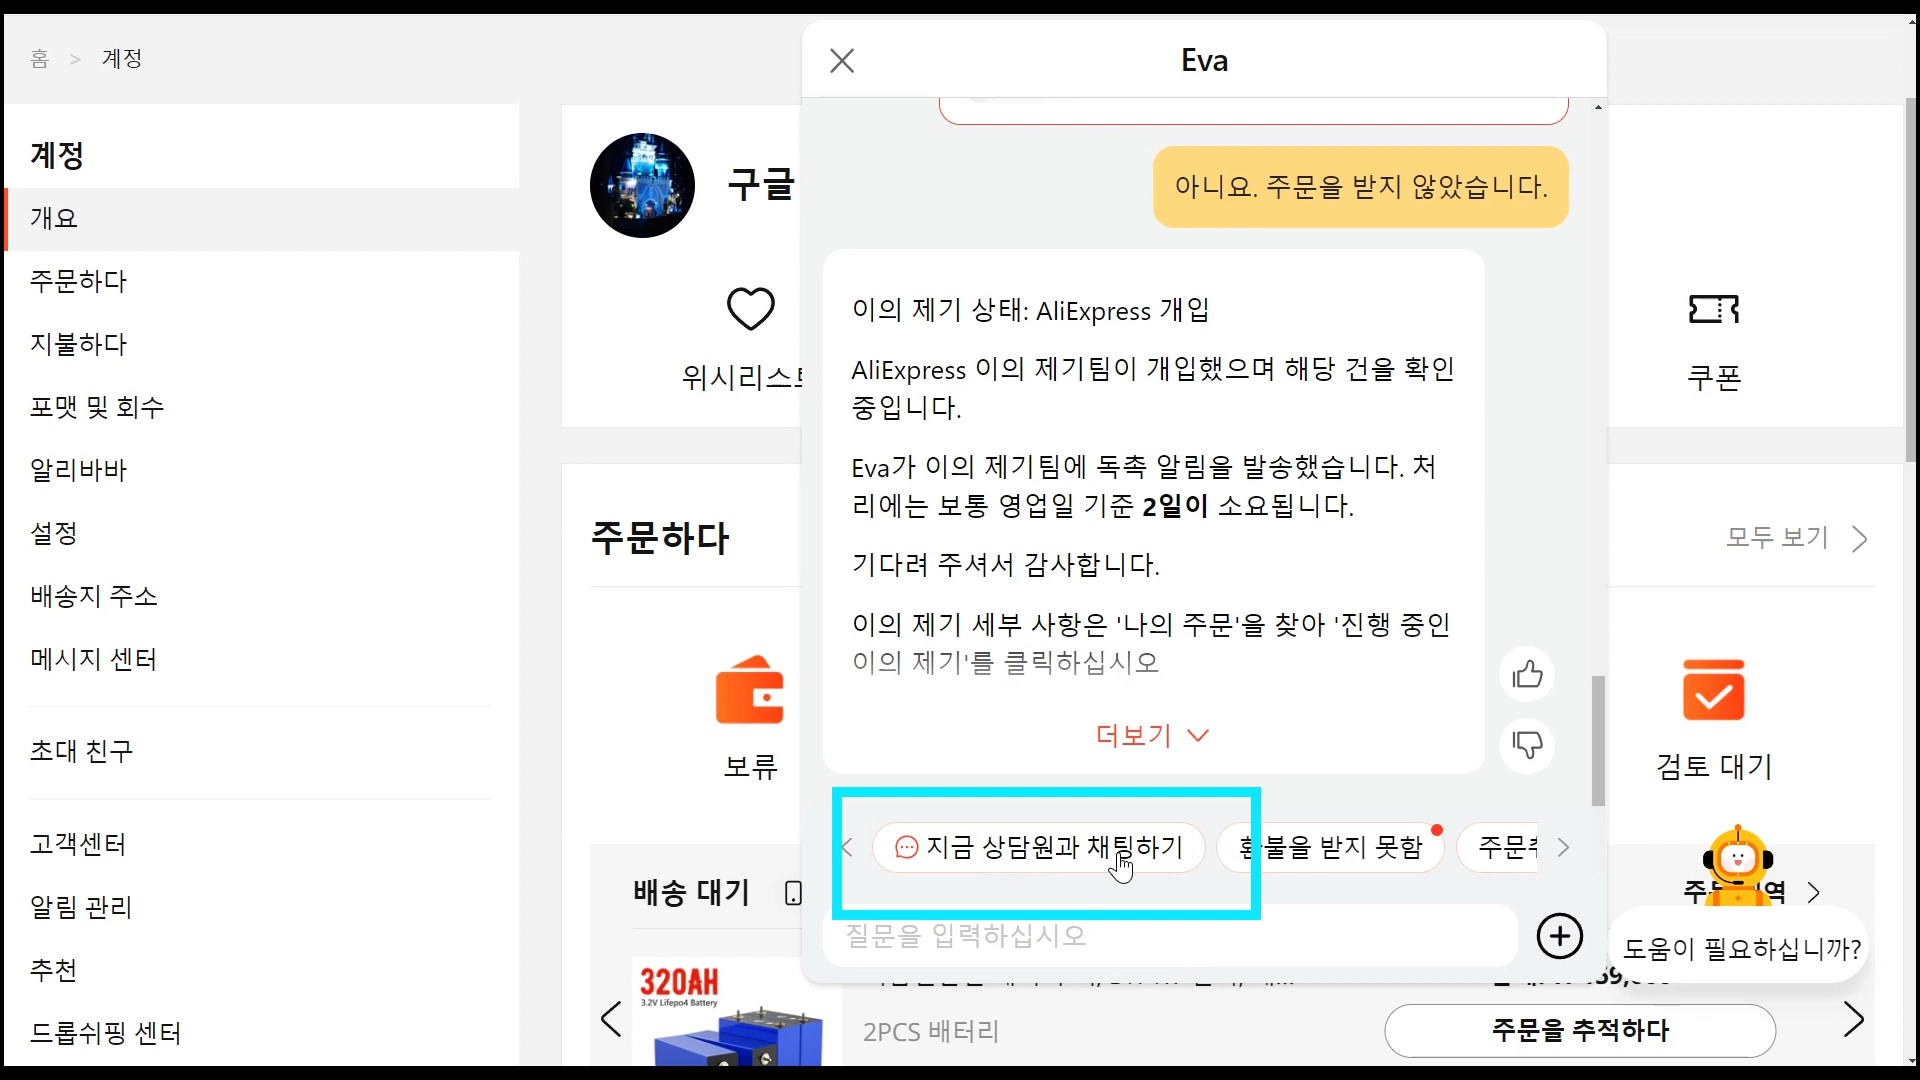 홈 > 계정
계정
개요
주문하다
지불하다
포맷 및 회수
알리바바
설정
배송지 주소
메시지 센터
초대 친구
고객센터
알림 관리
추천
드롭쉬핑 센터
구글
위시리스트
쿠폰
주문하다
모두 보기
보류
검토 대기
배송 대기
320AH
3.2V Lifepo4 Battery
2PCS 배터리
주문을 추적하다
Eva
아니요. 주문을 받지 않았습니다.
이의 제기 상태: AliExpress 개입
AliExpress 이의 제기팀이 개입했으며 해당 건을 확인
중입니다.
Eva가 이의 제기팀에 독촉 알림을 발송했습니다. 처
리에는 보통 영업일 기준 2일이 소요됩니다.
기다려 주셔서 감사합니다.
이의 제기 세부 사항은 '나의 주문'을 찾아 '진행 중인
이의 제기'를 클릭하십시오
더보기
지금 상담원과 채팅하기
환불을 받지 못함
질문을 입력하십시오
도움이 필요하십니까?